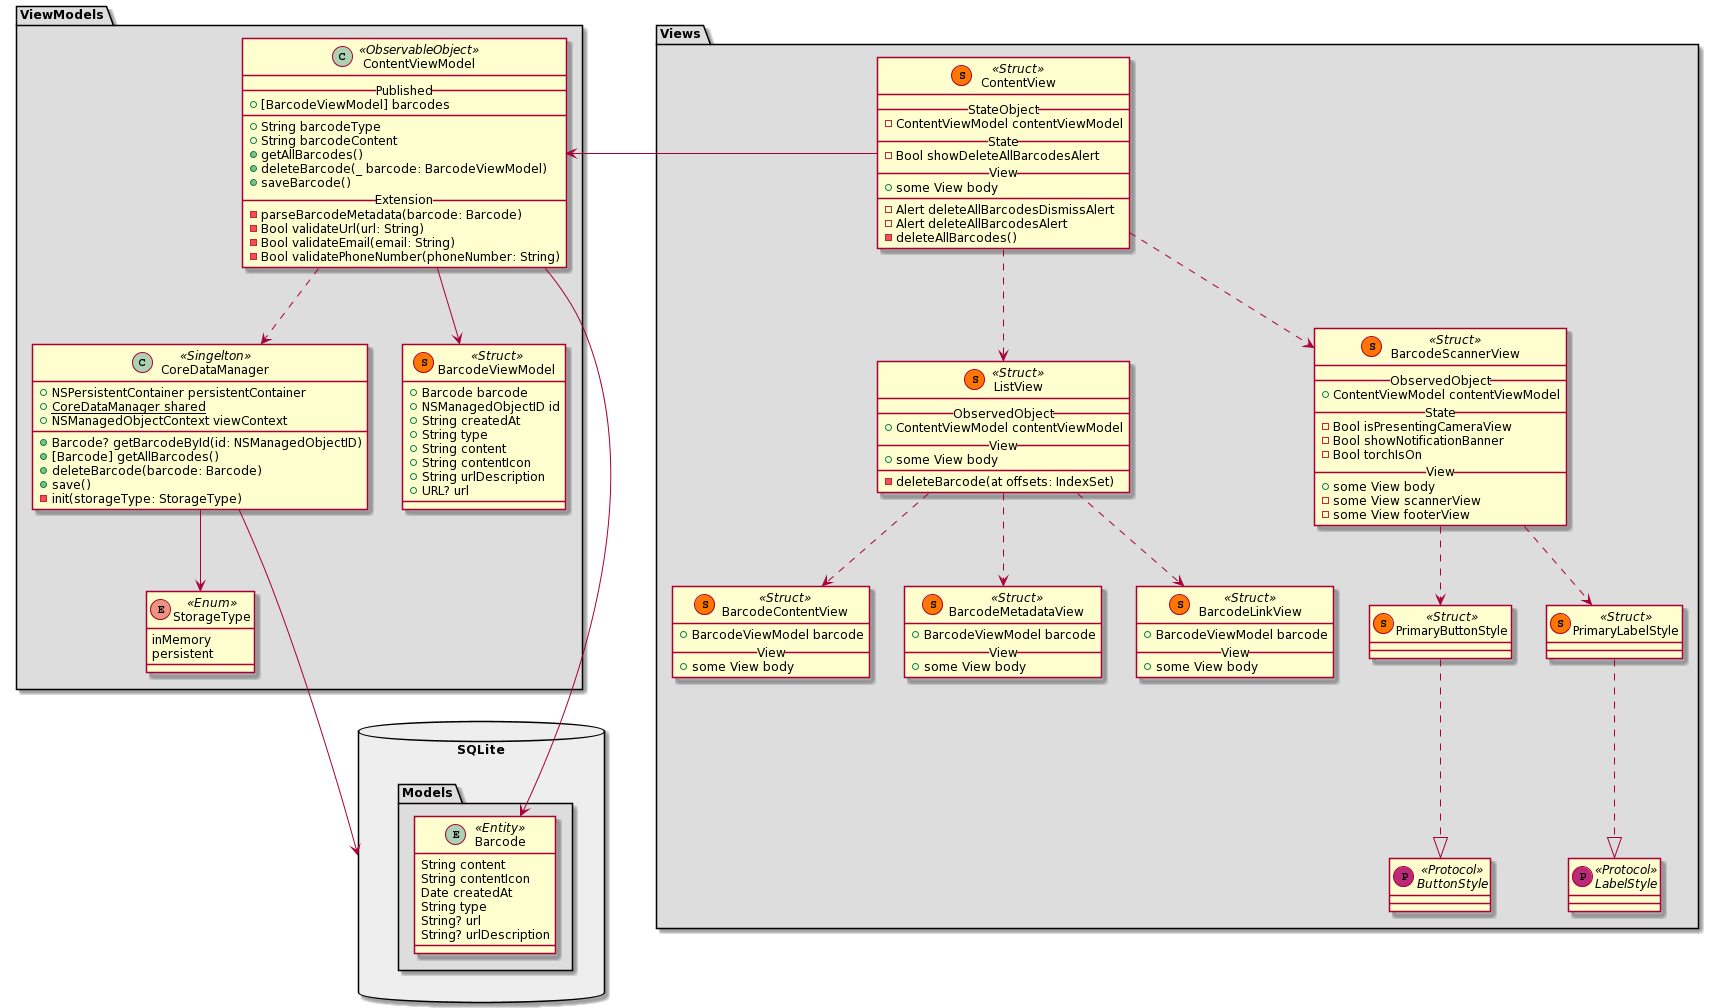 ViewModels
«ObservableObject»
C
ContentViewModel
Published
[BarcodeViewModel] barcodes
String barcodeType
String barcodeContent
getAllBarcodes()
deleteBarcode(_ barcode: BarcodeViewModel)
saveBarcode()
Extension
parseBarcodeMetadata(barcode: Barcode)
Bool validateUrl(url: String)
Bool validateEmail(email: String)
Bool validatePhoneNumber(phoneNumber: String)
«Singelton»
C
CoreDataManager
NSPersistentContainer persistentContainer
CoreDataManager shared
NSManagedObjectContext viewContext
Barcode? getBarcodeById(id: NSManagedObjectID)
[Barcode] getAllBarcodes()
deleteBarcode(barcode: Barcode)
save()
init(storageType: StorageType)
«Struct»
S
BarcodeViewModel
Barcode barcode
NSManagedObjectID id
String createdAt
String type
String content
String contentIcon
String urlDescription
URL? url
«Enum»
E
StorageType
inMemory
persistent
SQLite
Models
«Entity»
E
Barcode
String content
String contentIcon
Date createdAt
String type
String? url
String? urlDescription
Views
«Struct»
S
ContentView
StateObject
ContentViewModel contentViewModel
State
Bool showDeleteAllBarcodesAlert
View
some View body
Alert deleteAllBarcodesDismissAlert
Alert deleteAllBarcodesAlert
deleteAllBarcodes()
«Struct»
S
ListView
ObservedObject
ContentViewModel contentViewModel
View
some View body
deleteBarcode(at offsets: IndexSet)
«Struct»
S
BarcodeScannerView
ObservedObject
ContentViewModel contentViewModel
State
Bool isPresentingCameraView
Bool showNotificationBanner
Bool torchIsOn
View
some View body
some View scannerView
some View footerView
«Struct»
S
BarcodeContentView
BarcodeViewModel barcode
View
some View body
«Struct»
S
BarcodeMetadataView
BarcodeViewModel barcode
View
some View body
«Struct»
S
BarcodeLinkView
BarcodeViewModel barcode
View
some View body
«Struct»
S
PrimaryButtonStyle
«Struct»
S
PrimaryLabelStyle
«Protocol»
P
ButtonStyle
«Protocol»
P
LabelStyle